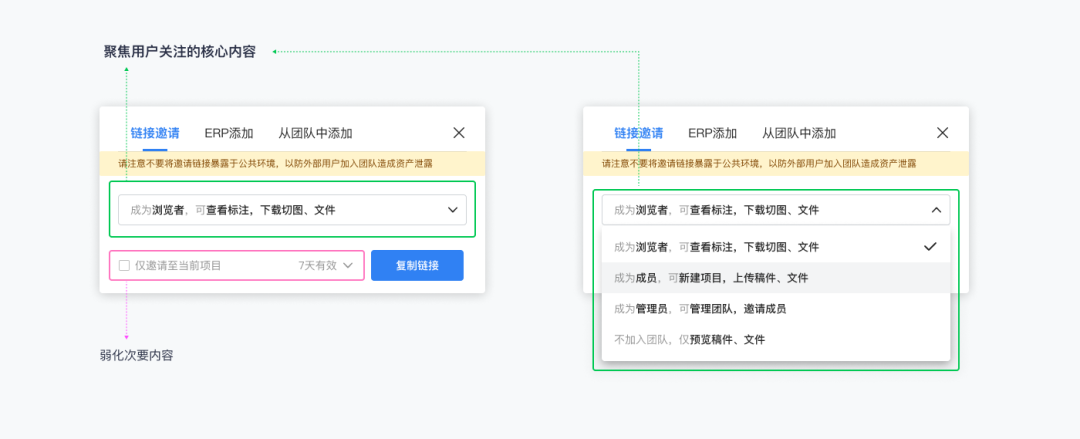 聚焦用户关注的核心内容
链接邀请 ERP添加 从团队中添加
请注意不要将邀请链接暴露于公共环境，以防外部用户加入团队造成资产泄露
成为浏览者，可查看标注，下载切图、文件
仅邀请至当前项目 7天有效 复制链接
弱化次要内容
链接邀请 ERP添加 从团队中添加
请注意不要将邀请链接暴露于公共环境，以防外部用户加入团队造成资产泄露
成为浏览者，可查看标注，下载切图、文件
成为浏览者，可查看标注，下载切图、文件
成为成员，可新建项目，上传稿件、文件
成为管理员，可管理团队，邀请成员
不加入团队，仅预览稿件、文件